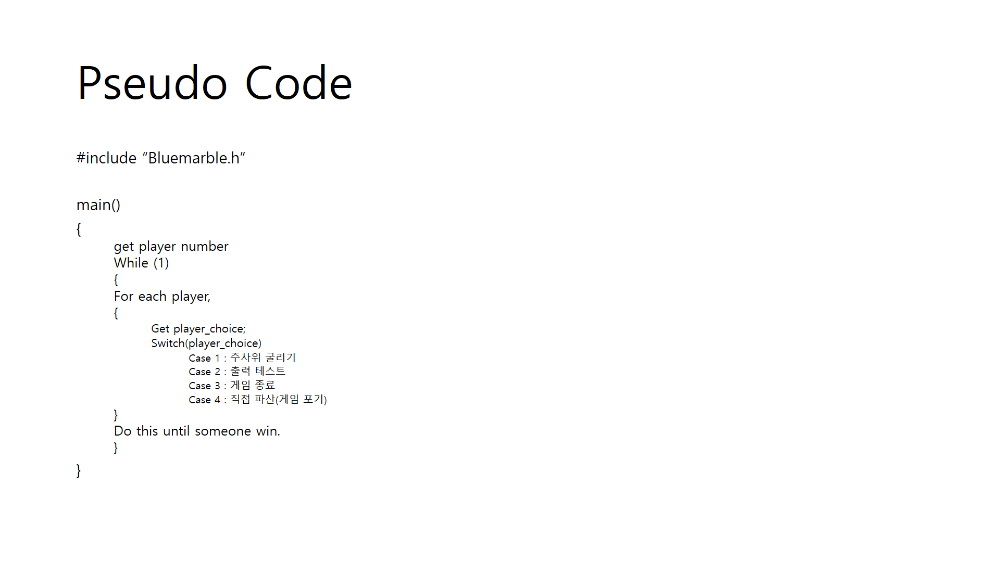 Pseudo Code
#include “Bluemarble.h”
main()
{
get player number
While (1)
{
For each player,
{
Get player_choice;
Switch(player_choice)
Case 1 : 주사위 굴리기
Case 2 : 출력 테스트
Case 3 : 게임 종료
Case 4 : 직접 파산(게임 포기)
}
Do this until someone win.
}
}